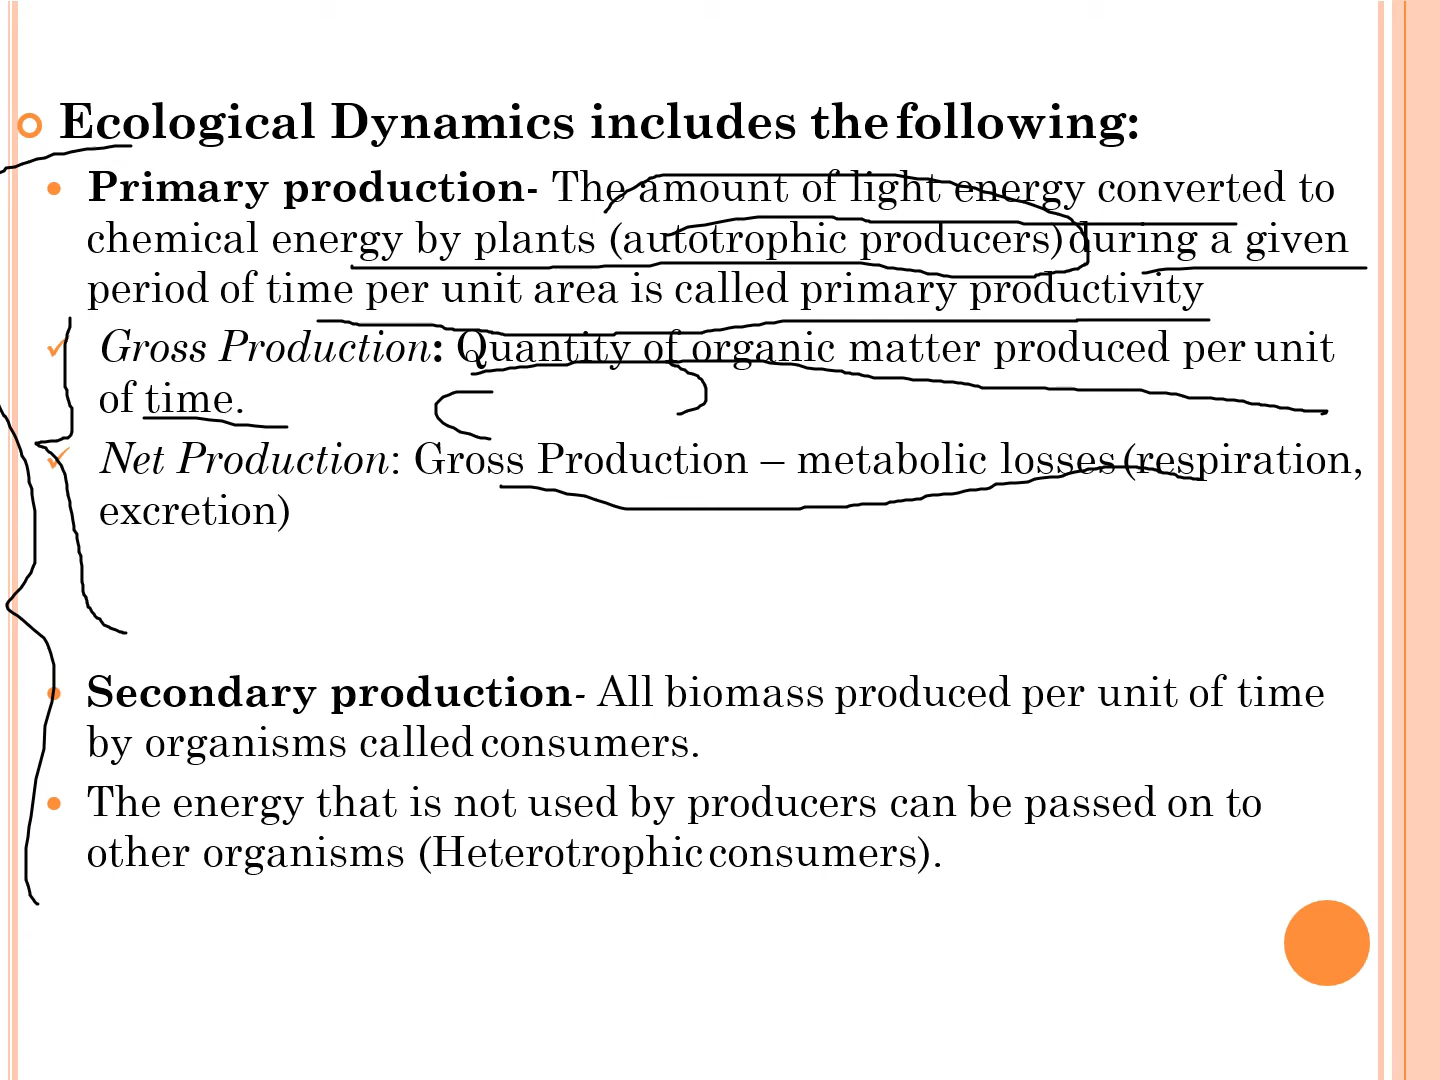 Ecological Dynamics includes the following:
Primary production- The amount of light energy converted to
chemical energy by plants (autotrophic producers) during a given
period of time per unit area is called primary productivity
Gross Production: Quantity of organic matter produced per unit
of time.
Net Production: Gross Production – metabolic losses (respiration,
excretion)
Secondary production- All biomass produced per unit of time
by organisms called consumers.
The energy that is not used by producers can be passed on to
other organisms (Heterotrophic consumers).